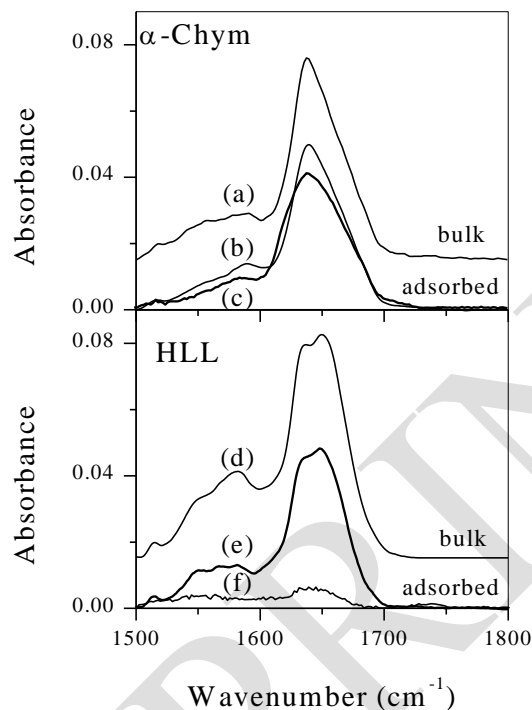 0.08
α-Chym
Absorbance
0.04
(a)
(b)
(c)
bulk
adsorbed
0.00
0.08
HLL
Absorbance
0.04
(d)
(e)
(f)
bulk
adsorbed
0.00
1500 1600 1700 1800
Wavenumber (cm⁻¹)